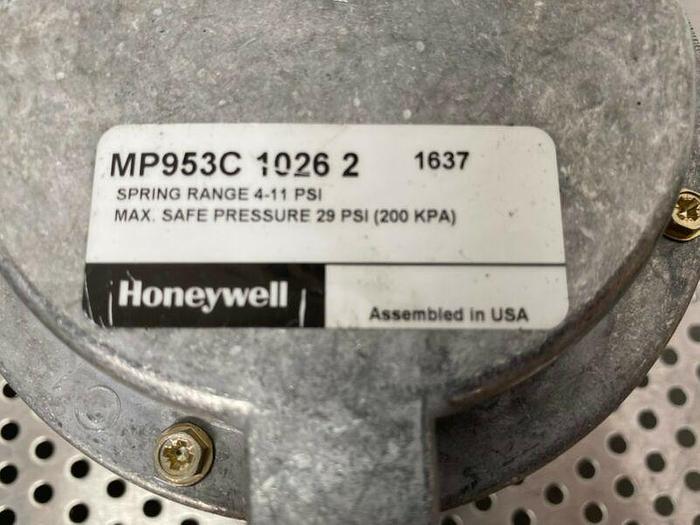 MP953C 1026 2 1637
SPRING RANGE 4-11 PSI
MAX. SAFE PRESSURE 29 PSI (200 KPA)
Honeywell
Assembled in USA